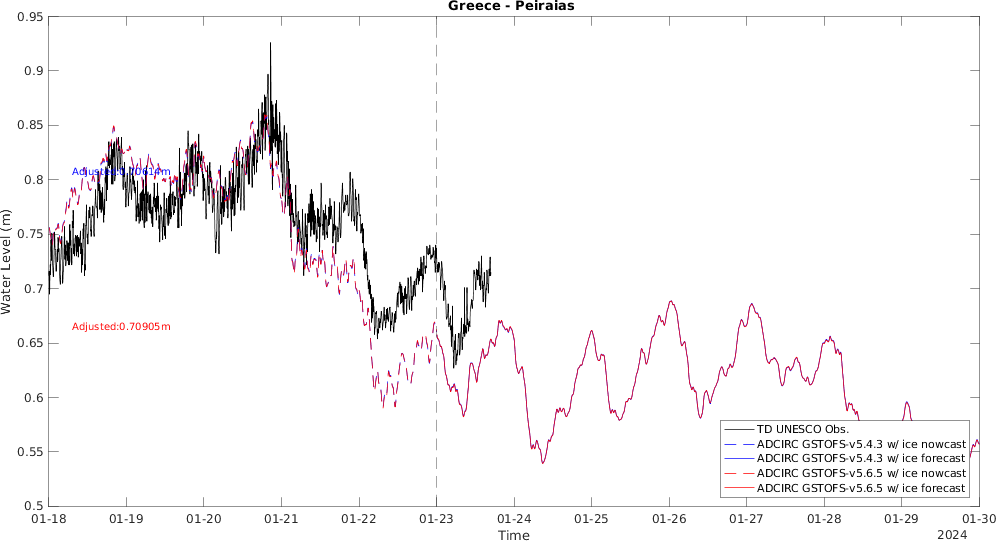 Greece - Peiraias
0.95
0.9
0.85
0.8
0.75
0.7
0.65
0.6
0.55
0.5
Water Level (m)
Adjusted:0.70614m
Adjusted:0.70905m
TD UNESCO Obs.
ADCIRC GSTOFS-v5.4.3 w/ ice nowcast
ADCIRC GSTOFS-v5.4.3 w/ ice forecast
ADCIRC GSTOFS-v5.6.5 w/ ice nowcast
ADCIRC GSTOFS-v5.6.5 w/ ice forecast
01-18 01-19 01-20 01-21 01-22 01-23 01-24 01-25 01-26 01-27 01-28 01-29 01-30
Time
2024